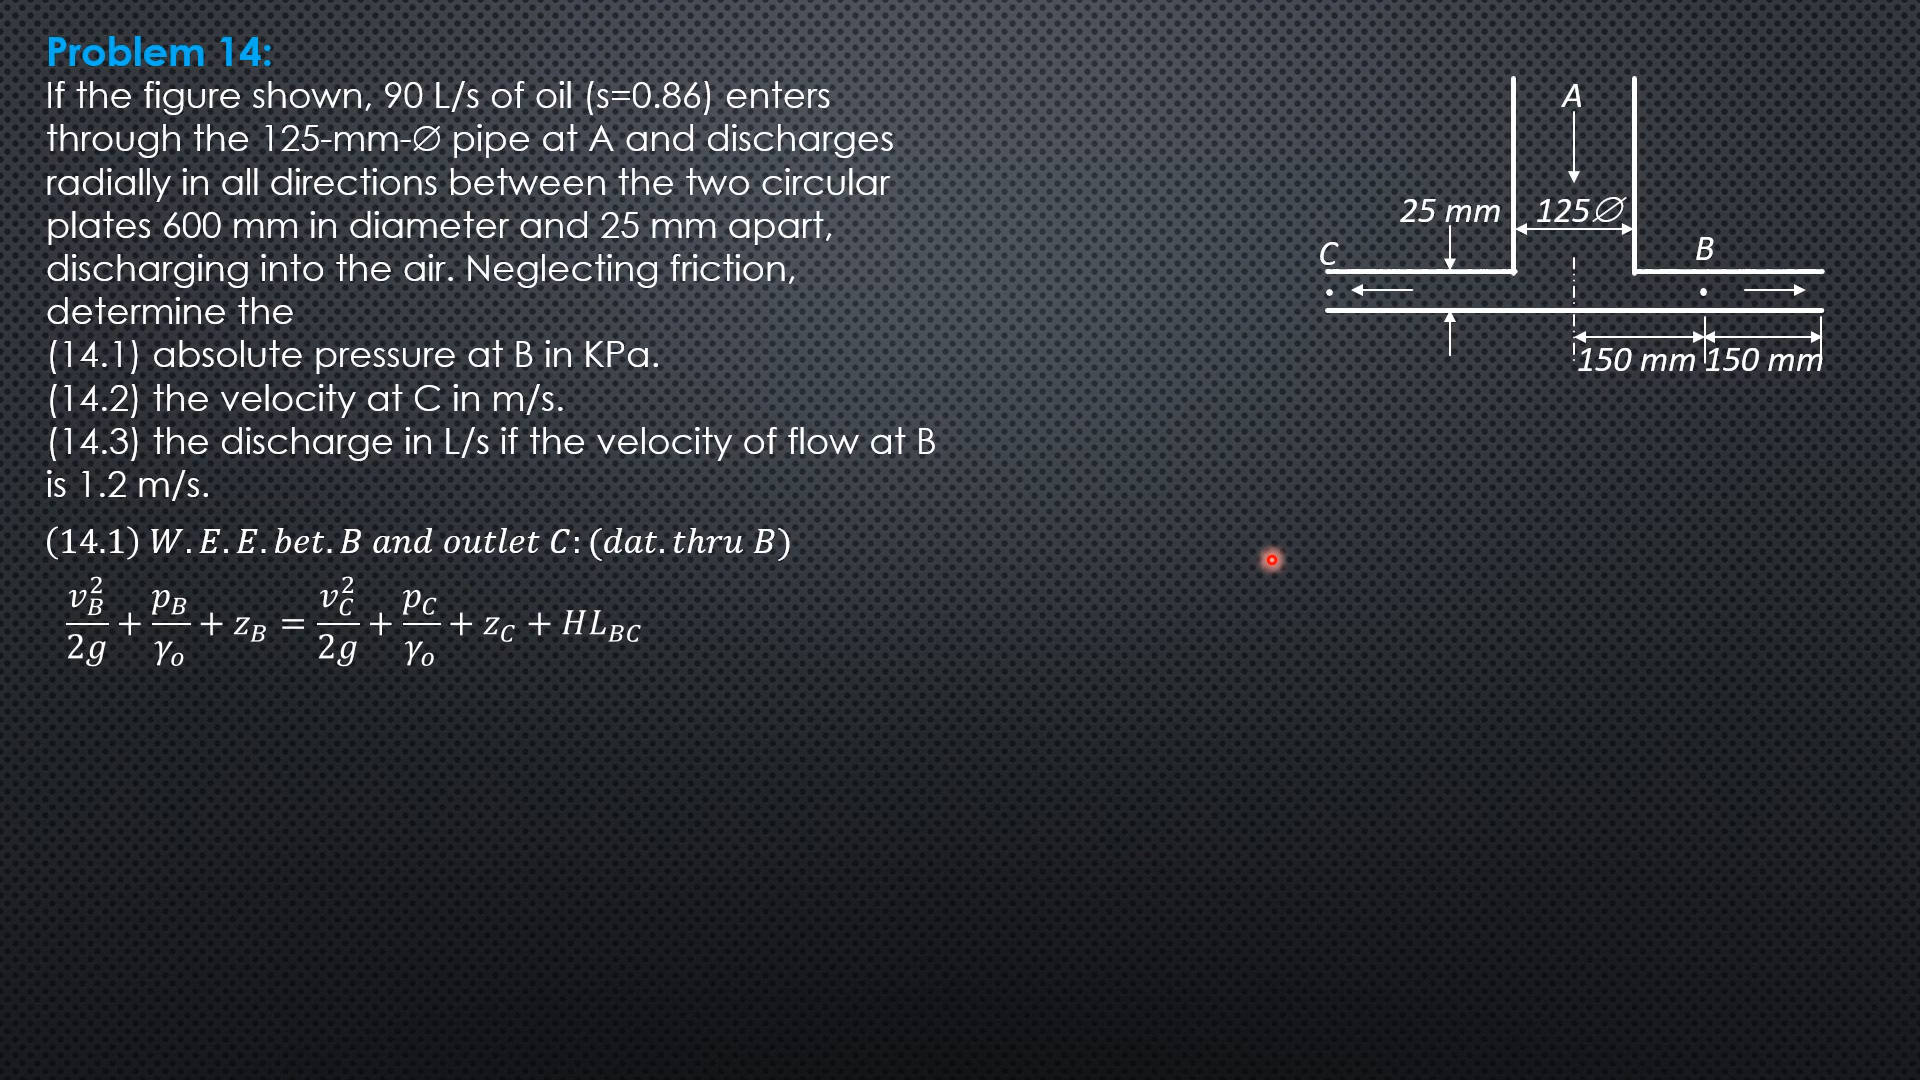 Problem 14:
If the figure shown, 90 L/s of oil (s=0.86) enters
through the 125-mm-∅ pipe at A and discharges
radially in all directions between the two circular
plates 600 mm in diameter and 25 mm apart,
discharging into the air. Neglecting friction,
determine the
(14.1) absolute pressure at B in KPa.
(14.2) the velocity at C in m/s.
(14.3) the discharge in L/s if the velocity of flow at B
is 1.2 m/s.
(14.1) W.E.E.bet.B and outlet C:(dat.thru B)
v_B^2/2g + p_B/γ_o + z_B = v_C^2/2g + p_C/γ_o + z_C + HL_BC
A
25 mm 125∅
C B
150 mm 150 mm